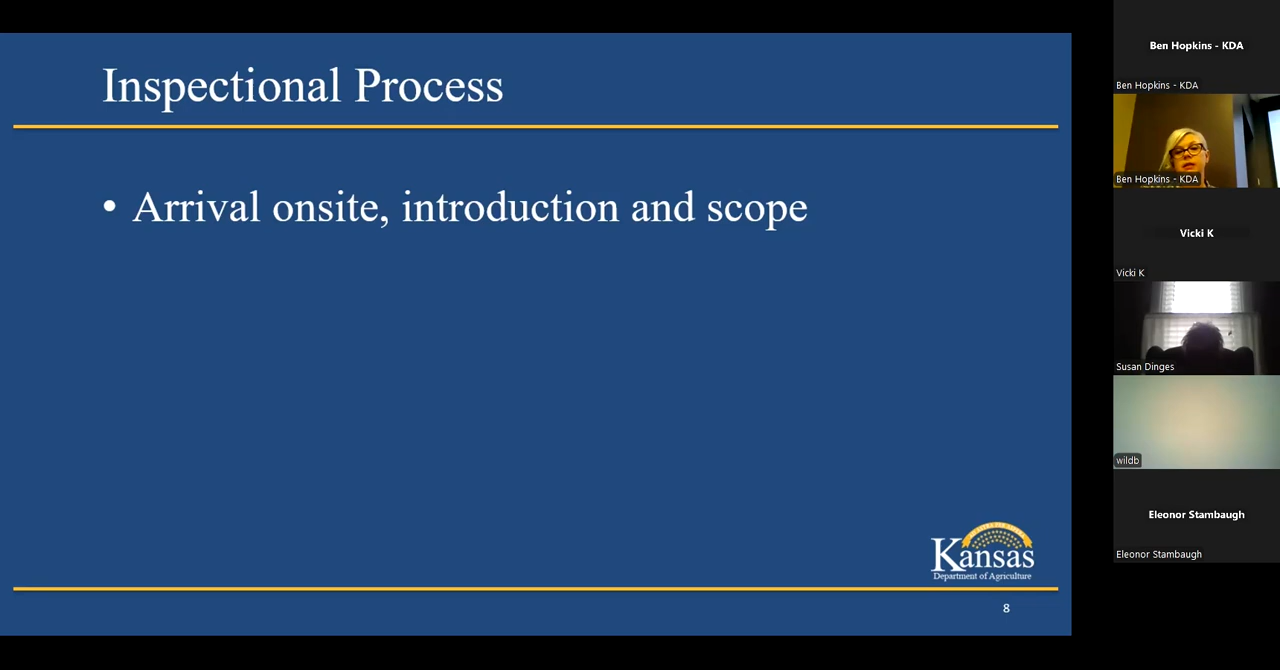 Inspectional Process
• Arrival onsite, introduction and scope
Kansas
Department of Agriculture
8
Ben Hopkins - KDA
Ben Hopkins - KDA
Ben Hopkins - KDA
Vicki K
Vicki K
Susan Dinges
wildb
Eleonor Stambaugh
Eleonor Stambaugh